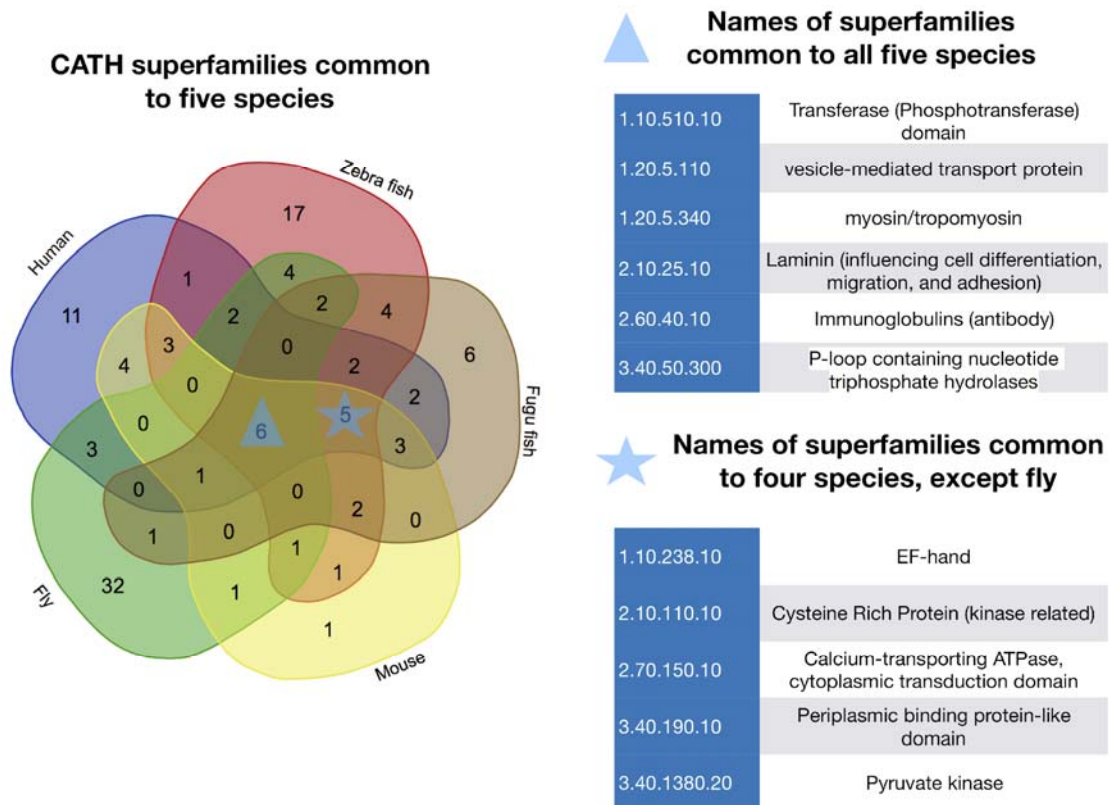 CATH superfamilies common
to five species
Zebra fish
Human
Fugu fish
Fly
Mouse
17
1
4
2
4
11
2
6
3
0
2
4
2
0
5
6
0
3
3
1
0
0
2
0
1
0
1
32
1
1
1
1
Names of superfamilies
common to all five species
1.10.510.10 Transferase (Phosphotransferase)
domain
1.20.5.110 vesicle-mediated transport protein
1.20.5.340 myosin/tropomyosin
2.10.25.10 Laminin (influencing cell differentiation,
migration, and adhesion)
2.60.40.10 Immunoglobulins (antibody)
3.40.50.300 P-loop containing nucleotide
triphosphate hydrolases
Names of superfamilies common
to four species, except fly
1.10.238.10 EF-hand
2.10.110.10 Cysteine Rich Protein (kinase related)
2.70.150.10 Calcium-transporting ATPase,
cytoplasmic transduction domain
3.40.190.10 Periplasmic binding protein-like
domain
3.40.1380.20 Pyruvate kinase